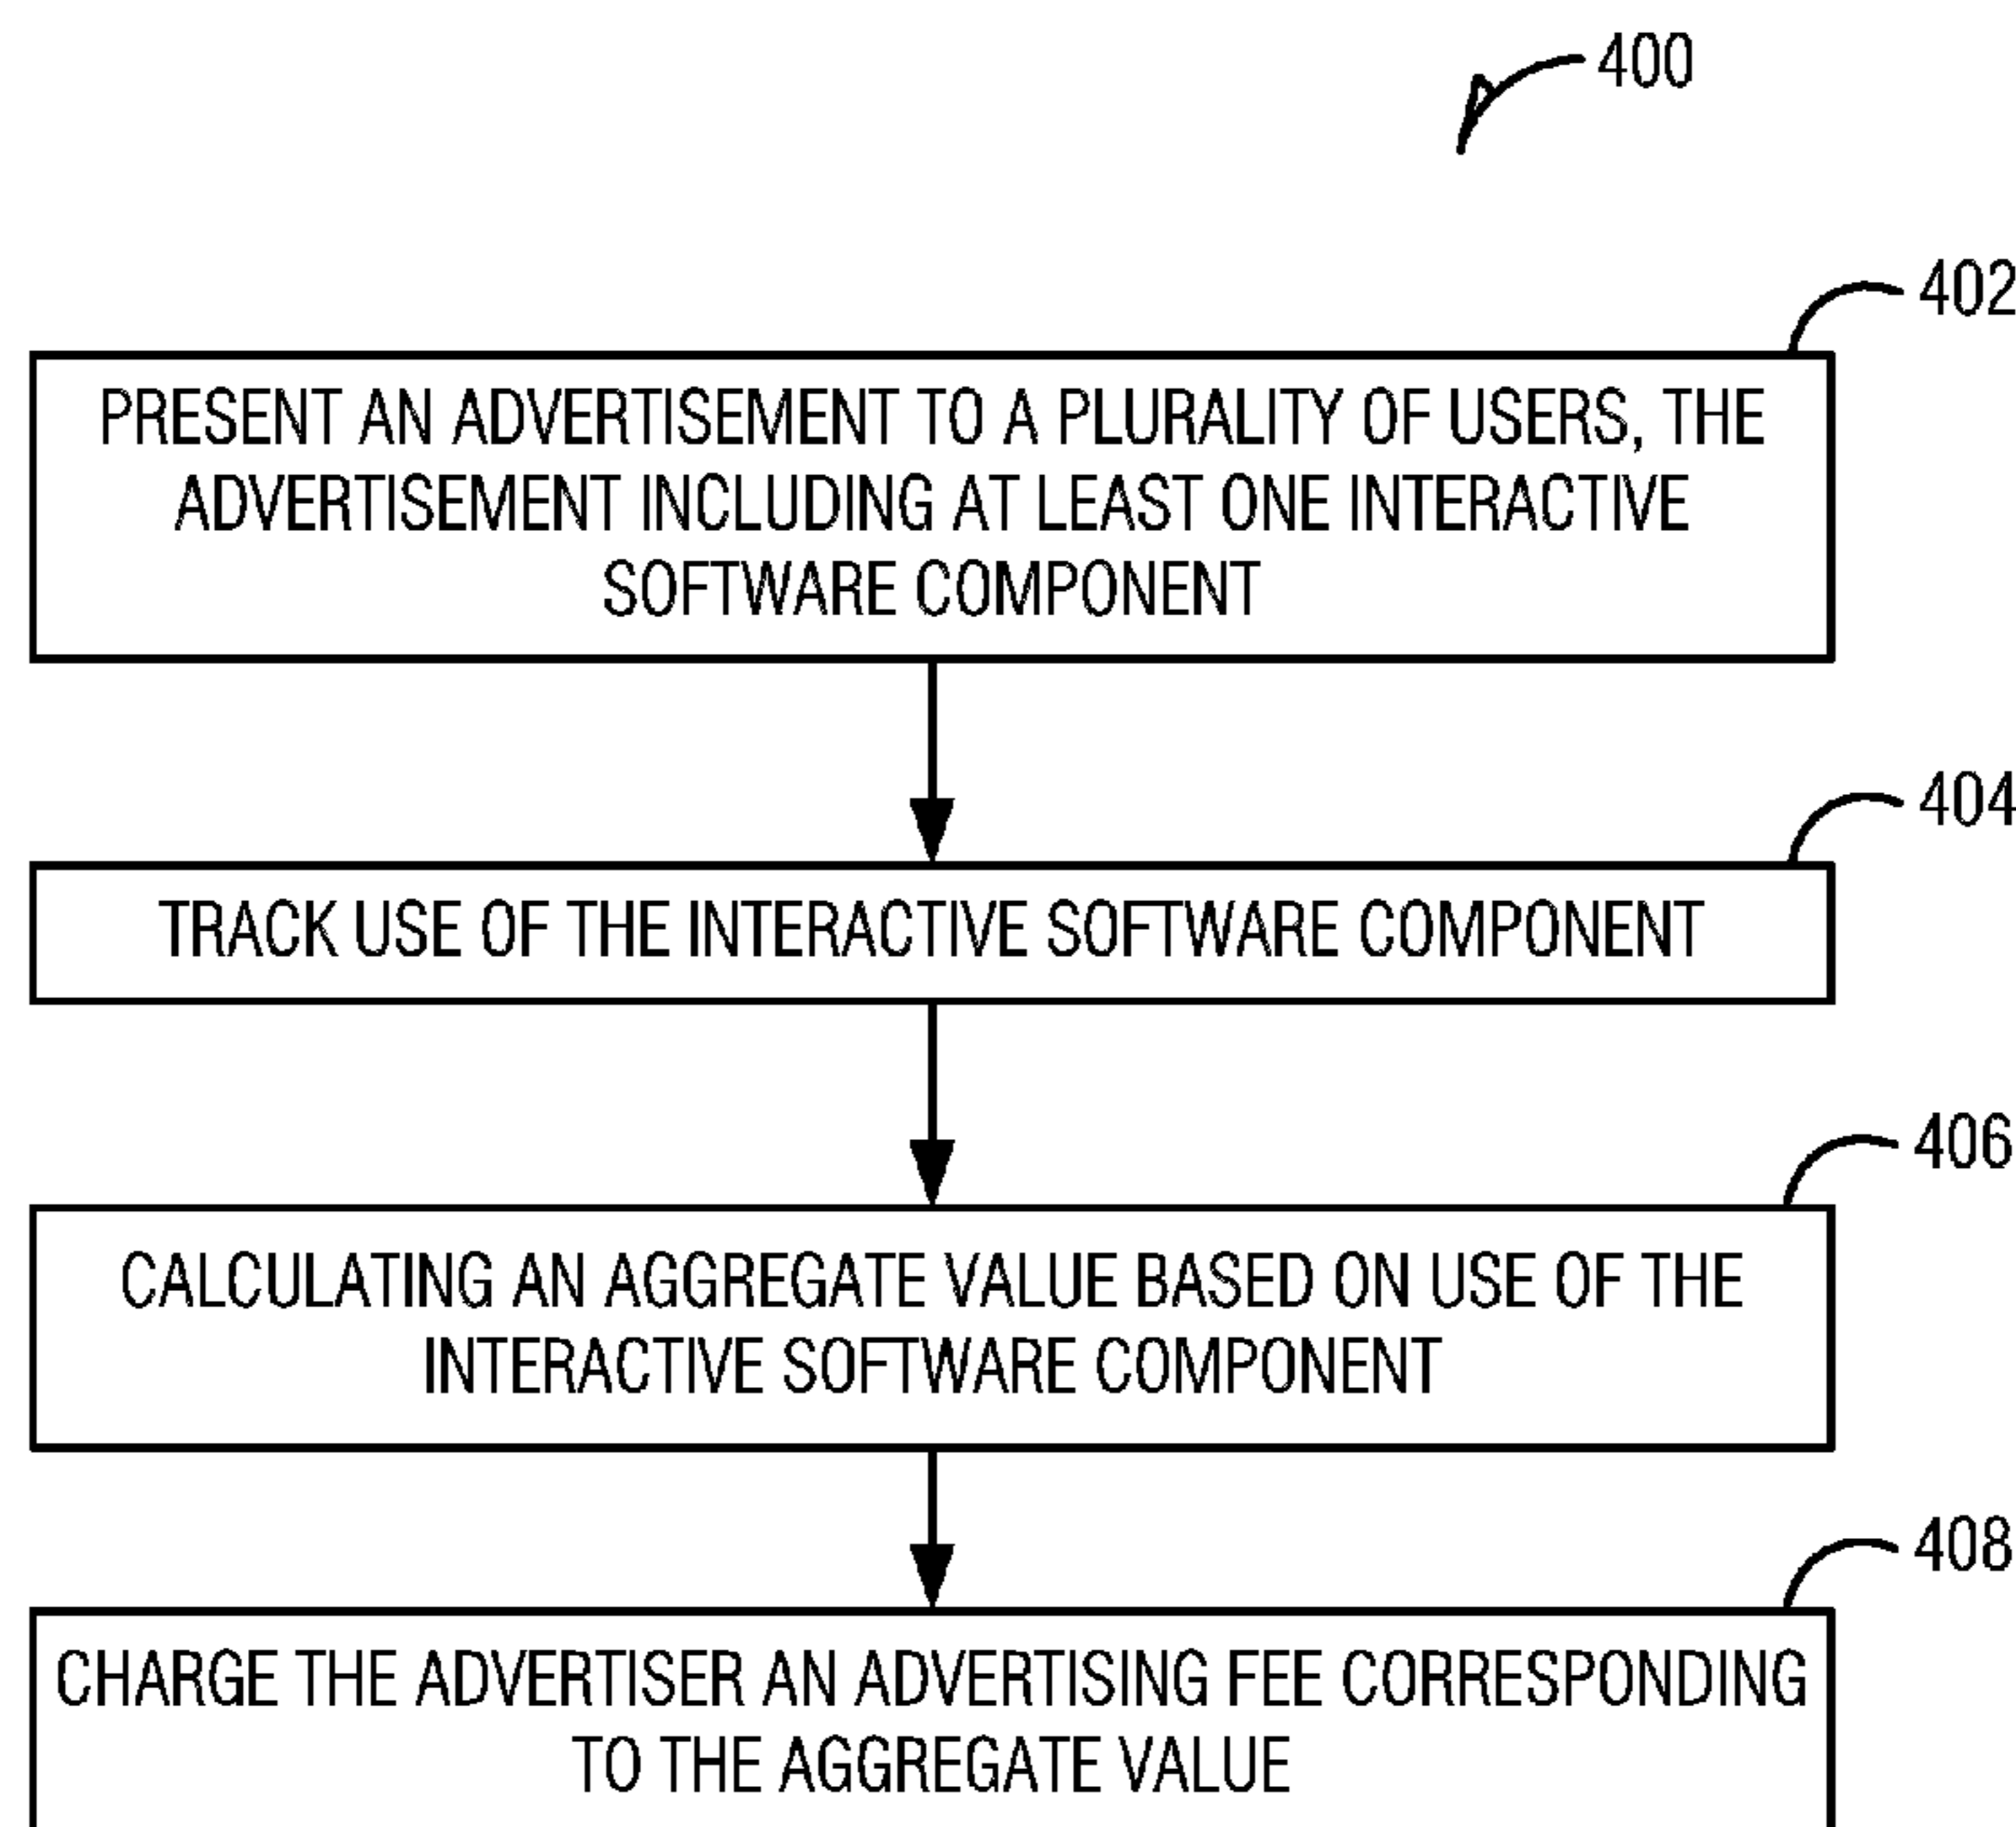 400
402
PRESENT AN ADVERTISEMENT TO A PLURALITY OF USERS, THE
ADVERTISEMENT INCLUDING AT LEAST ONE INTERACTIVE
SOFTWARE COMPONENT
404
TRACK USE OF THE INTERACTIVE SOFTWARE COMPONENT
406
CALCULATING AN AGGREGATE VALUE BASED ON USE OF THE
INTERACTIVE SOFTWARE COMPONENT
408
CHARGE THE ADVERTISER AN ADVERTISING FEE CORRESPONDING
TO THE AGGREGATE VALUE